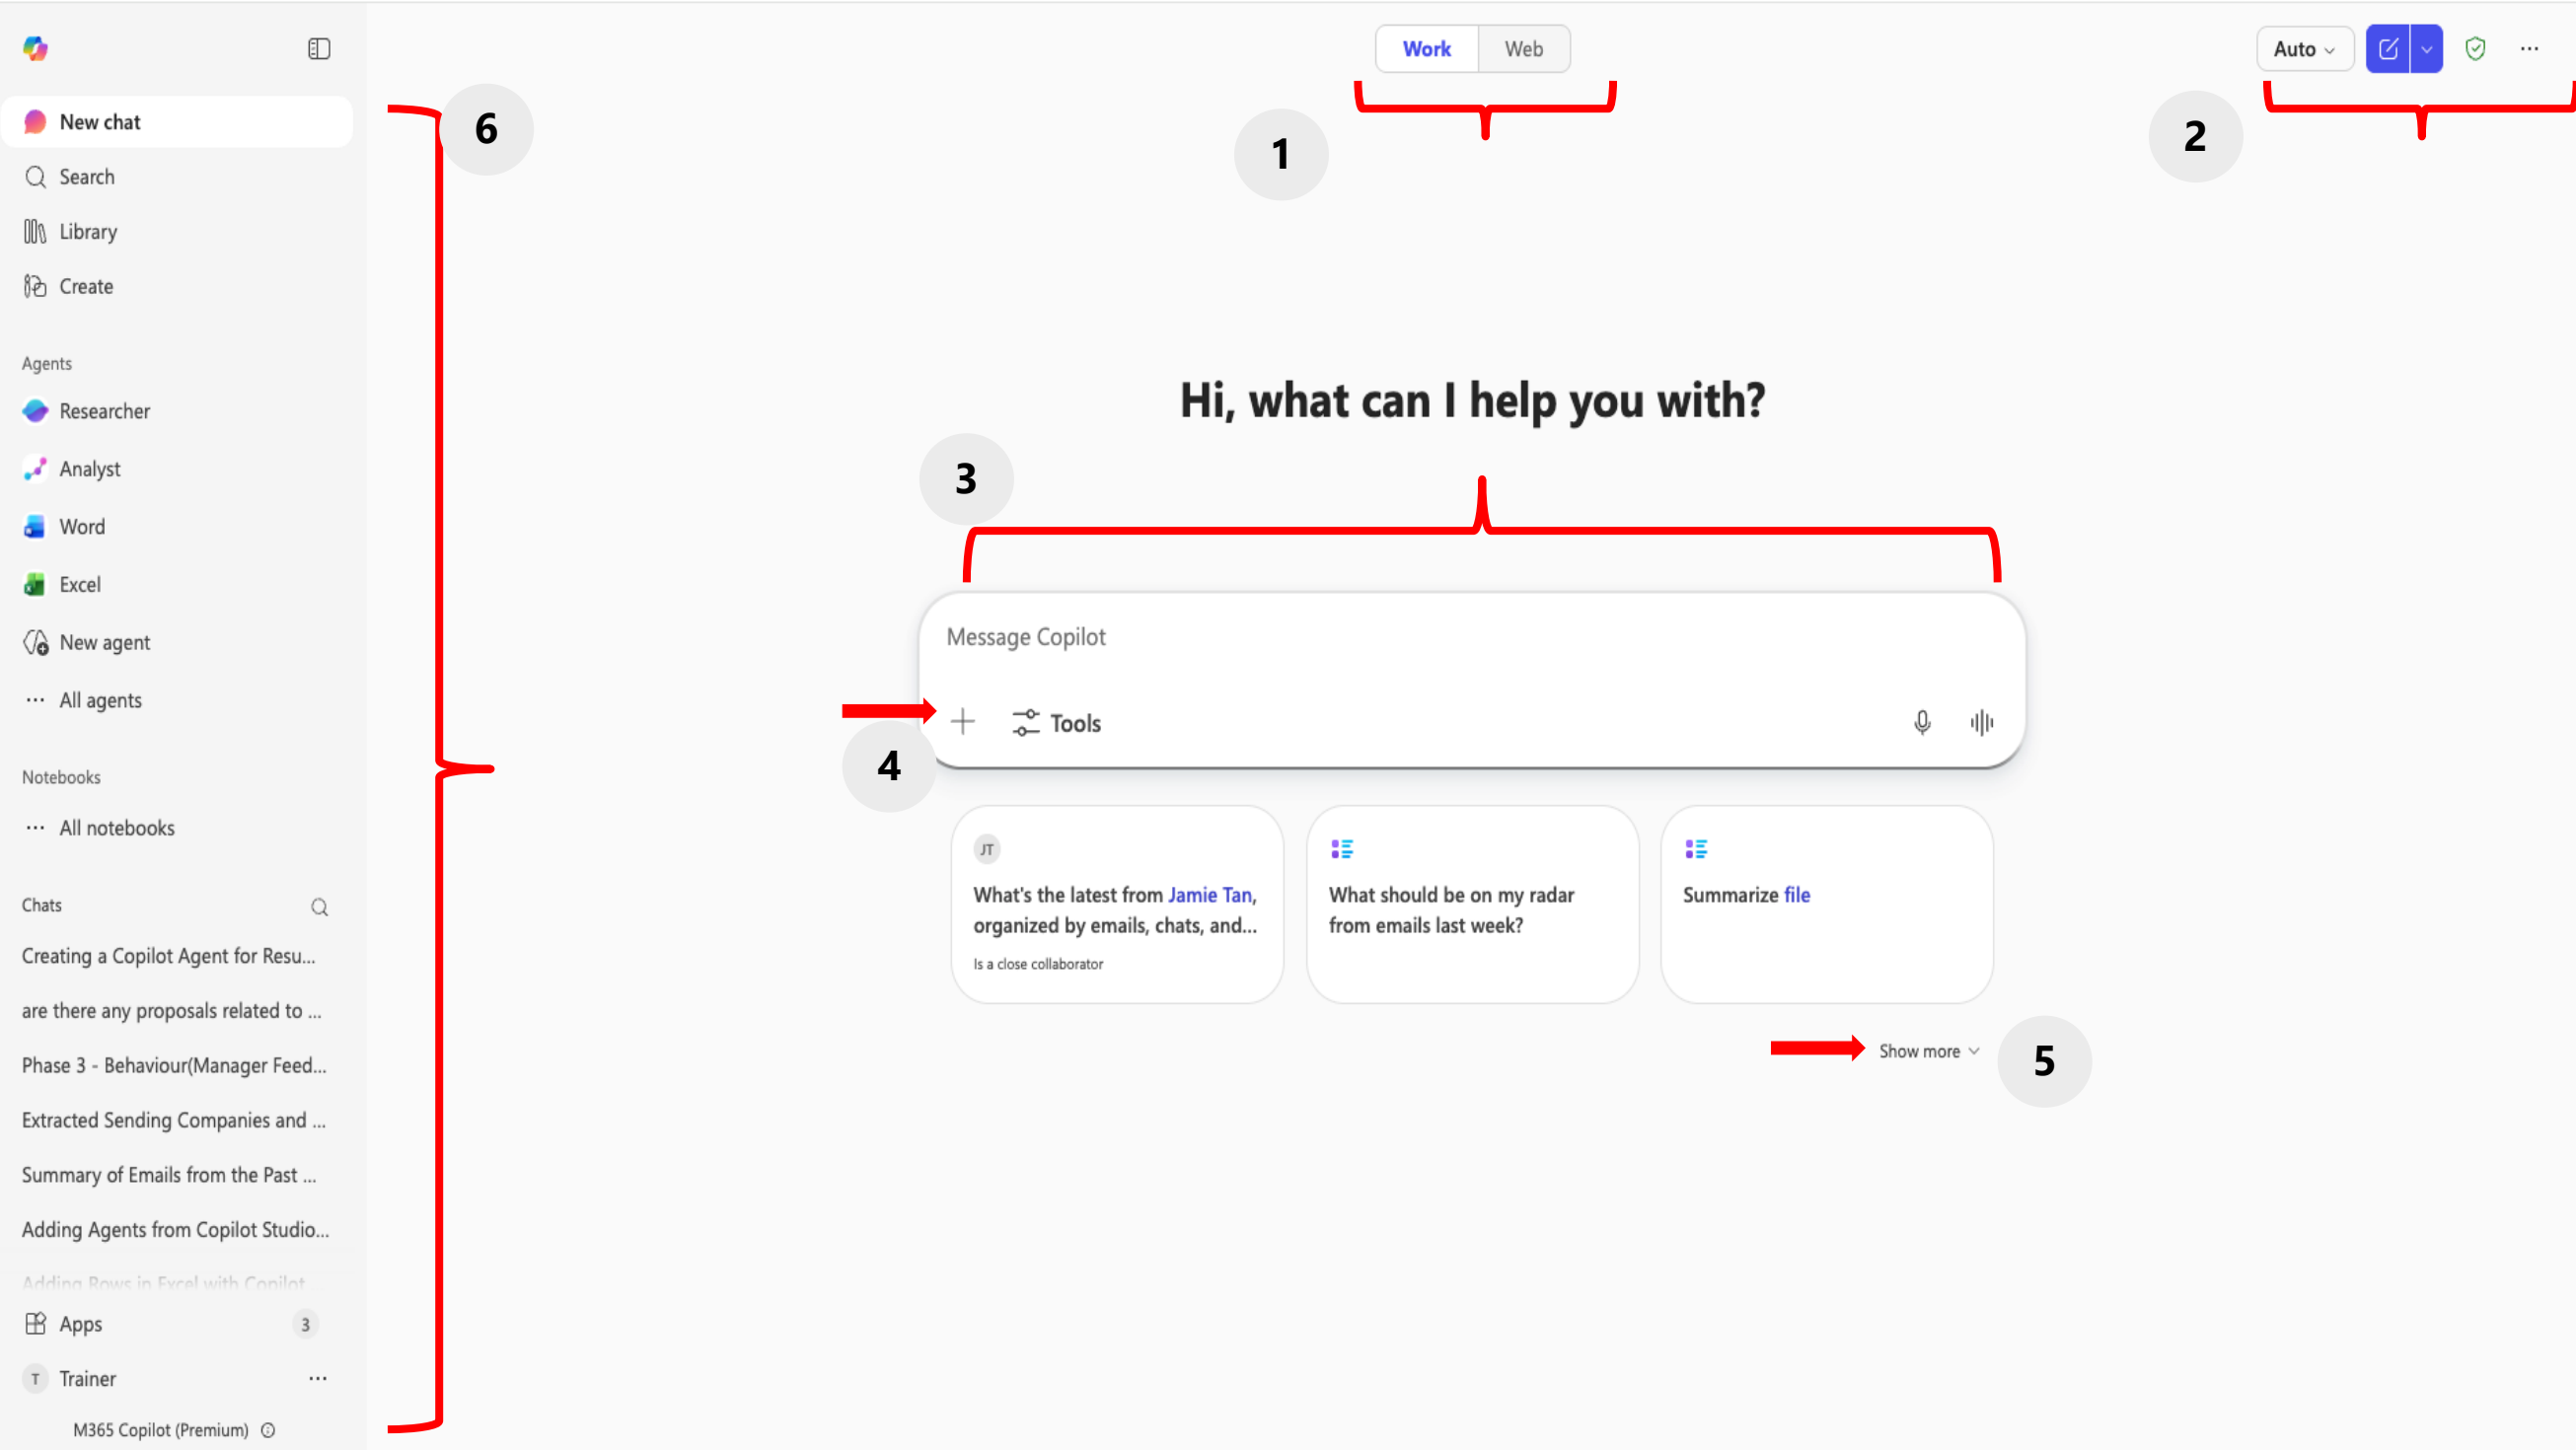 Work
Web
Auto
New chat
6
1
2
Search
Library
Create
Agents
Researcher
Analyst
Word
Excel
New agent
All agents
Notebooks
All notebooks
Chats
Creating a Copilot Agent for Resu...
are there any proposals related to ...
Phase 3 - Behaviour(Manager Feed...
Extracted Sending Companies and ...
Summary of Emails from the Past ...
Adding Agents from Copilot Studio...
Adding Rows in Excel with Copilot
Apps
3
T
Trainer
M365 Copilot (Premium)
Hi, what can I help you with?
3
Message Copilot
Tools
4
JT
What's the latest from Jamie Tan,
organized by emails, chats, and...
Is a close collaborator
What should be on my radar
from emails last week?
Summarize file
Show more
5